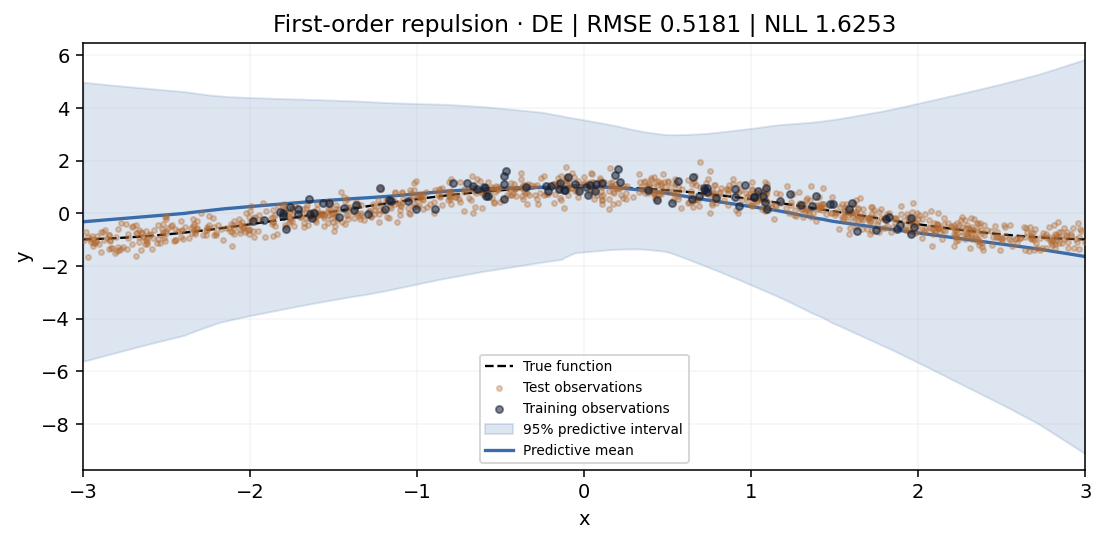 First-order repulsion · DE | RMSE 0.5181 | NLL 1.6253
6
4
2
0
−2
−4
−6
−8
y
True function
Test observations
Training observations
95% predictive interval
Predictive mean
−3 −2 −1 0 1 2 3
x